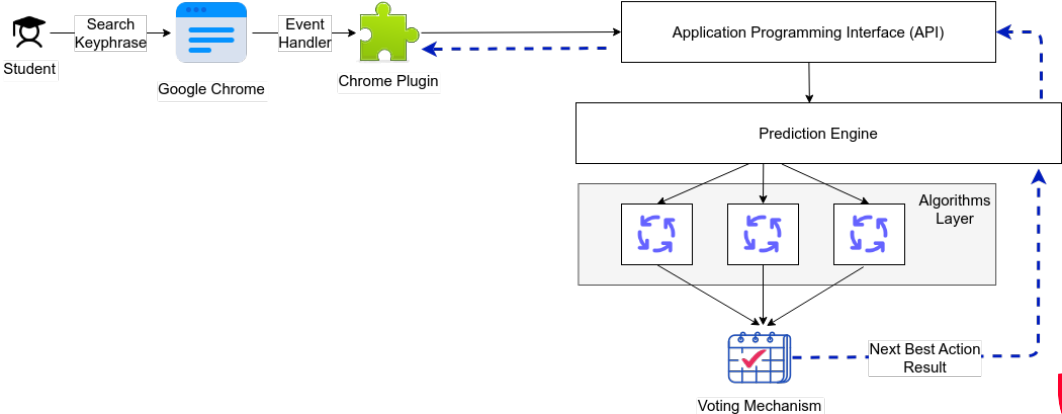 Search
Keyphrase
Event
Handler
Application Programming Interface (API)
Student
Google Chrome
Chrome Plugin
Prediction Engine
Algorithms
Layer
Next Best Action
Result
Voting Mechanism